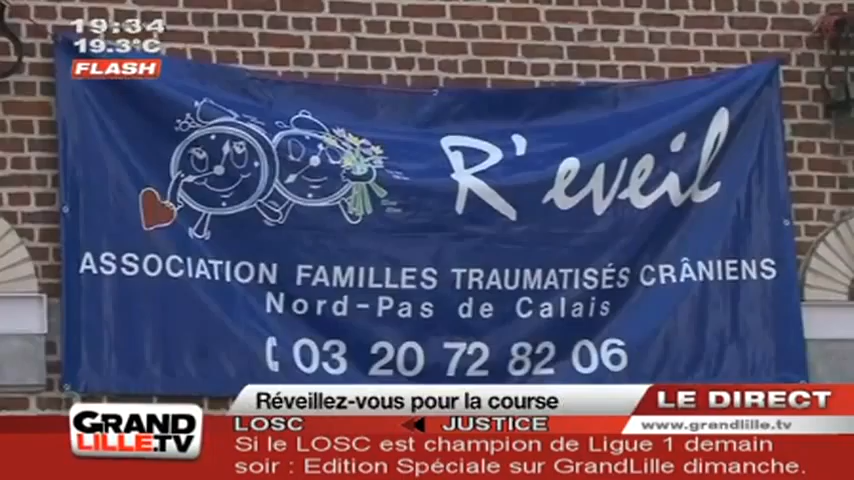 19:34
19.3°C
FLASH
R'eveil
ASSOCIATION FAMILLES TRAUMATISÉS CRÂNIENS
Nord-Pas de Calais
03 20 72 82 06
Réveillez-vous pour la course
LE DIRECT
GRAND LILLE.TV
LOSC JUSTICE
www.grandlille.tv
Si le LOSC est champion de Ligue 1 demain
soir : Edition Spéciale sur GrandLille dimanche.